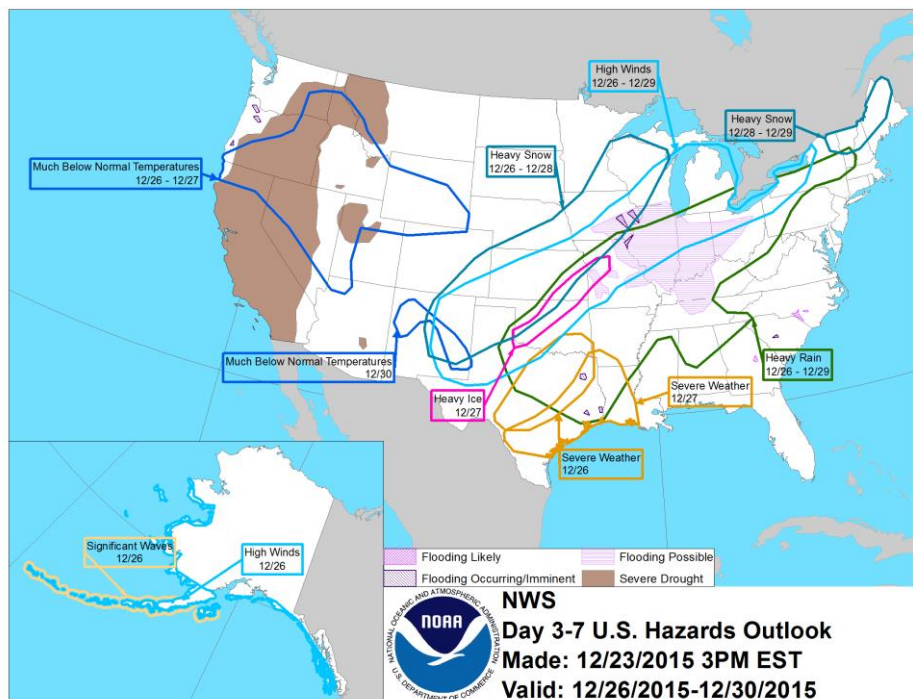 High Winds
12/26 - 12/29
Heavy Snow
12/28 - 12/29
Heavy Snow
12/26 - 12/28
Much Below Normal Temperatures
12/26 - 12/27
Much Below Normal Temperatures
12/30
Heavy Ice
12/27
Heavy Rain
12/26 - 12/29
Severe Weather
12/27
Severe Weather
12/26
Significant Waves
12/26
High Winds
12/26
Flooding Likely
Flooding Possible
Flooding Occurring/Imminent
Severe Drought
NATIONAL OCEANIC AND ATMOSPHERIC ADMINISTRATION
NOAA
U.S. DEPARTMENT OF COMMERCE
NWS
Day 3-7 U.S. Hazards Outlook
Made: 12/23/2015 3PM EST
Valid: 12/26/2015-12/30/2015